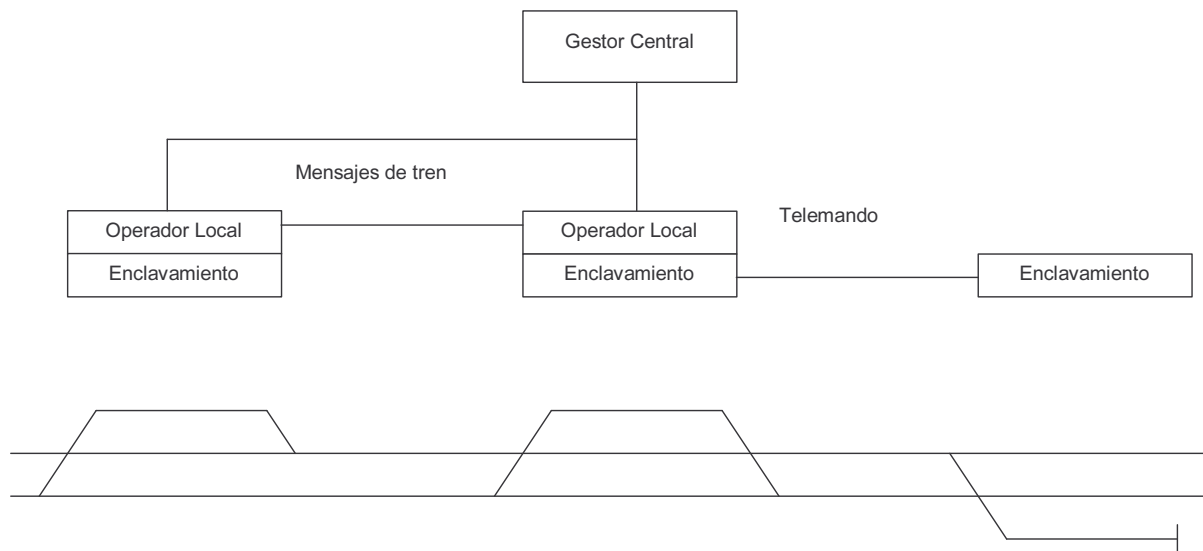 Gestor Central
Mensajes de tren
Telemando
Operador Local
Operador Local
Enclavamiento
Enclavamiento
Enclavamiento